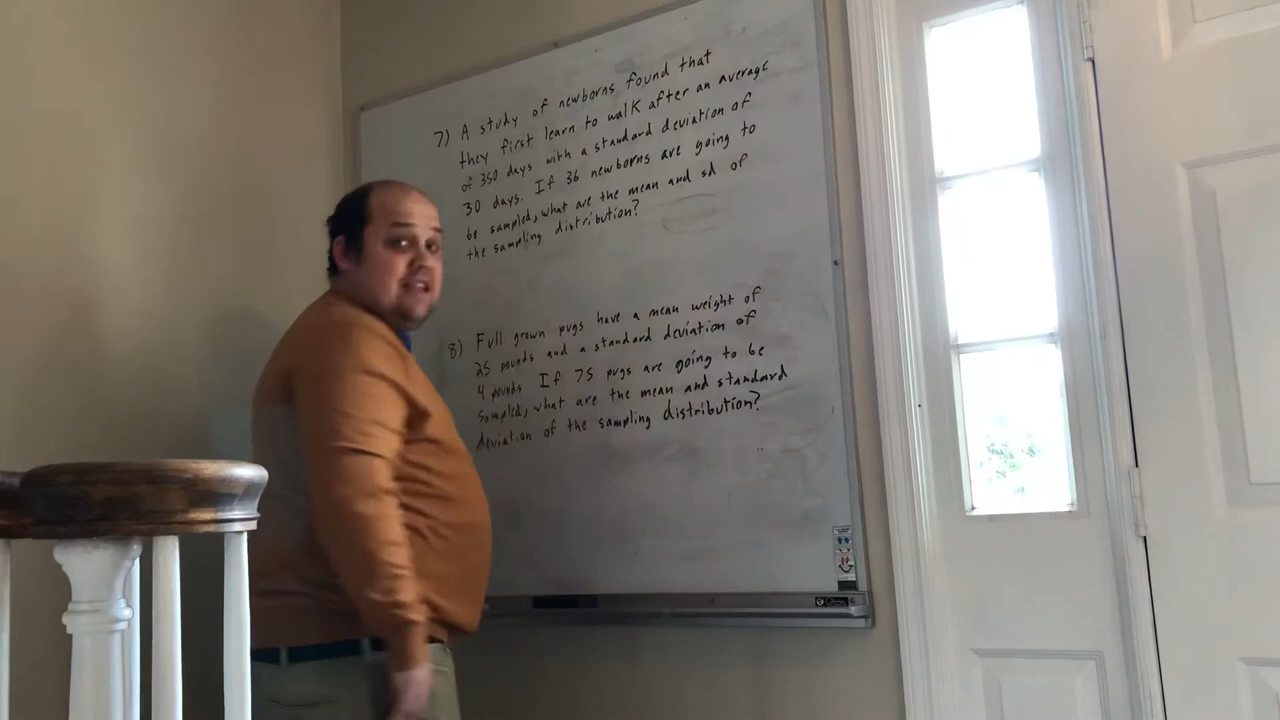 7) A study of newborns found that
they first learn to walk after an average
of 350 days with a standard deviation of
30 days. If 36 newborns are going to
be sampled, what are the mean and sd of
the sampling distribution?
8) Full grown pugs have a mean weight of
25 pounds and a standard deviation of
4 pounds If 75 pugs are going to be
sampled, what are the mean and standard
deviation of the sampling distribution?